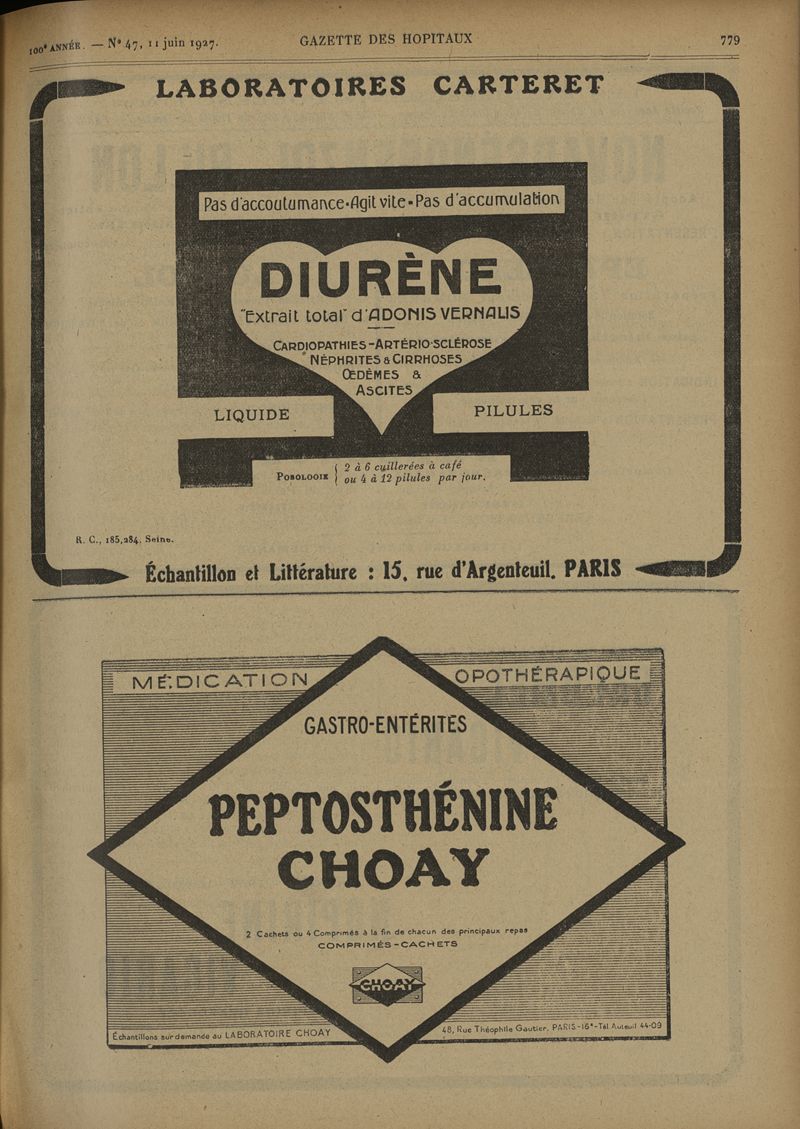 100e ANNÉE. — N° 47, 11 juin 1927.
GAZETTE DES HOPITAUX
779
LABORATOIRES CARTERET
Pas d'accoutumance-Agit vite-Pas d'accumulation
DIURÈNE
"Extrait total" d'ADONIS VERNALIS
CARDIOPATHIES-ARTÉRIO-SCLÉROSE
NÉPHRITES & CIRRHOSES
ŒDÈMES &
ASCITES
LIQUIDE
PILULES
POSOLOGIE { 2 à 6 cuillerées à café
ou 4 à 12 pilules par jour.
R. C., 185,284, Seine.
Échantillon et Littérature : 15, rue d'Argenteuil. PARIS
MÉDICATION OPOTHÉRAPIQUE
GASTRO-ENTÉRITES
PEPTOSTHÉNINE
CHOAY
2 Cachets ou 4 Comprimés à la fin de chacun des principaux repas
COMPRIMÉS-CACHETS
CHOAY
Échantillons sur demande au LABORATOIRE CHOAY
48, Rue Théophile Gautier, PARIS-16e-Tél. Auteuil 44-09